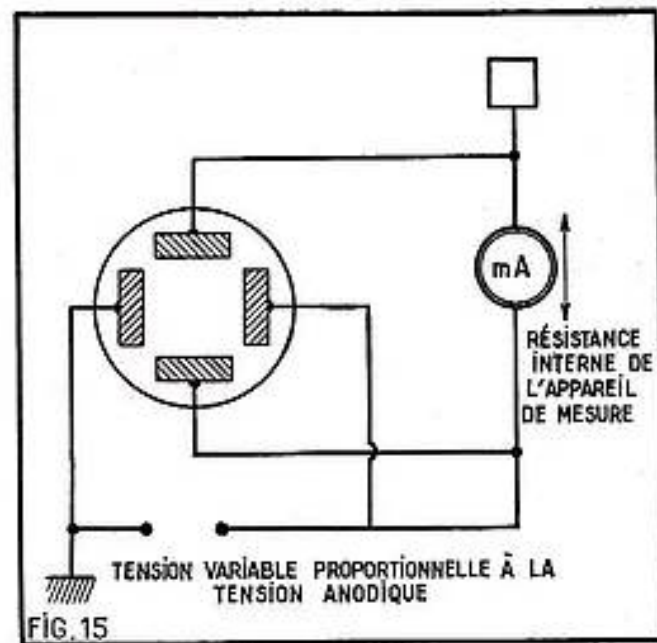 mA
RÉSISTANCE
INTERNE DE
L'APPAREIL
DE MESURE
TENSION VARIABLE PROPORTIONNELLE À LA
TENSION ANODIQUE
FIG.15